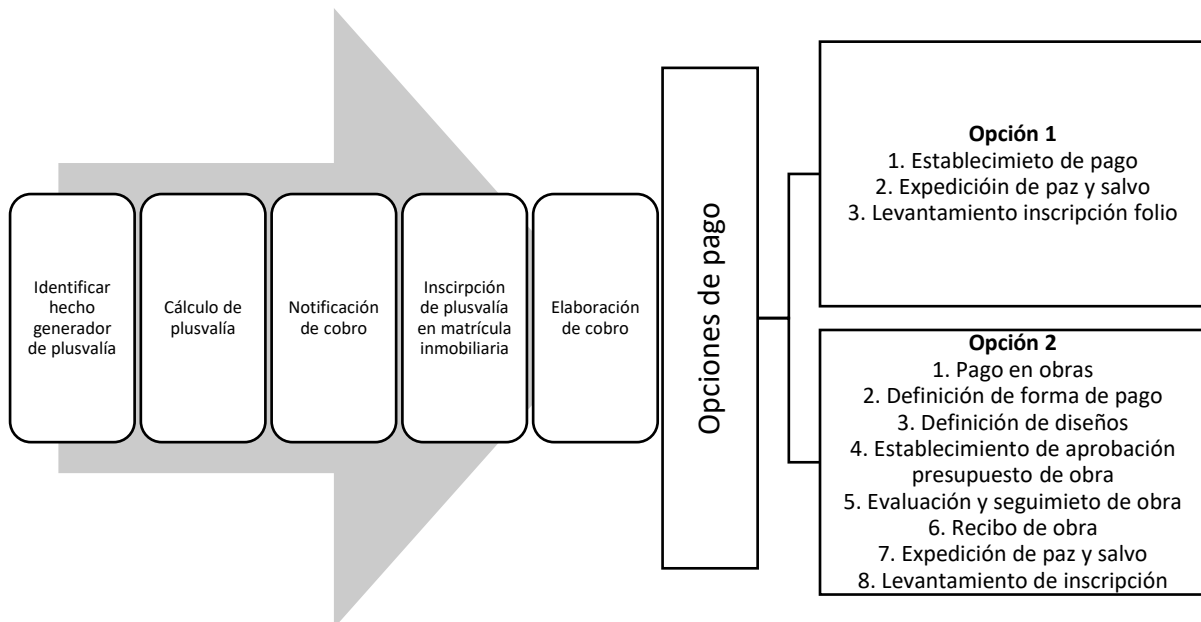 Identificar
hecho
generador
de plusvalía
Cálculo de
plusvalía
Notificación
de cobro
Inscirpción
de plusvalía
en matrícula
inmobiliaria
Elaboración
de cobro
Opciones de pago
Opción 1
1. Establecimieto de pago
2. Expedicióin de paz y salvo
3. Levantamiento inscripción folio
Opción 2
1. Pago en obras
2. Definición de forma de pago
3. Definición de diseños
4. Establecimiento de aprobación
presupuesto de obra
5. Evaluación y seguimieto de obra
6. Recibo de obra
7. Expedición de paz y salvo
8. Levantamiento de inscripción